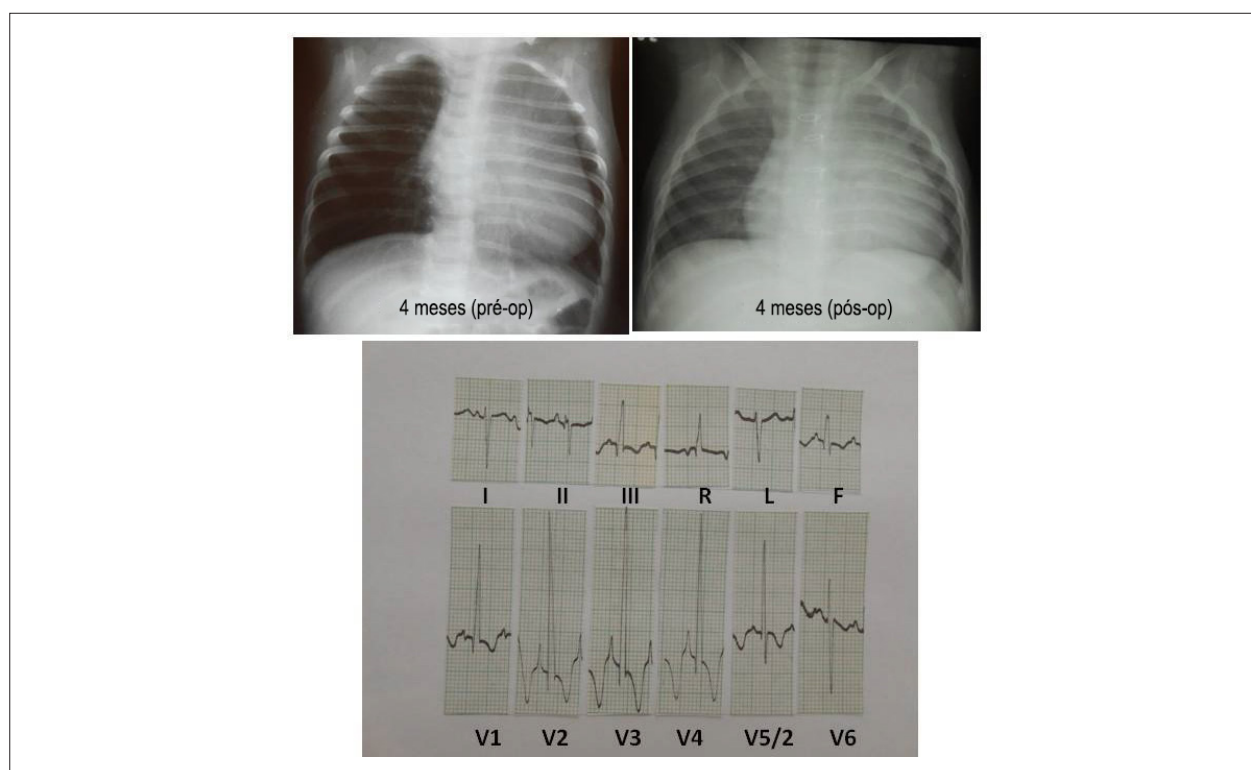 4 meses (pré-op)
4 meses (pós-op)
I II III R L F
V1 V2 V3 V4 V5/2 V6